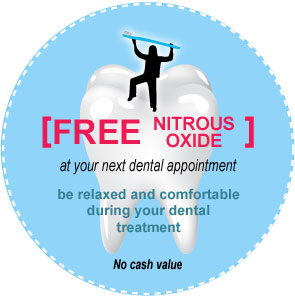 [FREE NITROUS OXIDE ]
at your next dental appointment
be relaxed and comfortable
during your dental
treatment
No cash value